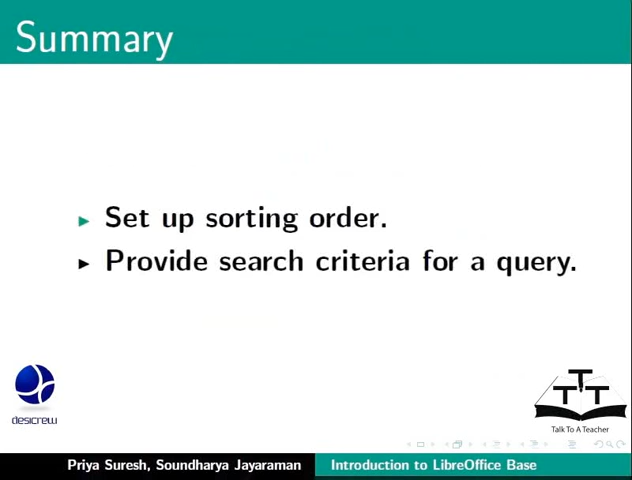 Summary
Set up sorting order.
Provide search criteria for a query.
desicrew
TTT
Talk To A Teacher
Priya Suresh, Soundharya Jayaraman Introduction to LibreOffice Base